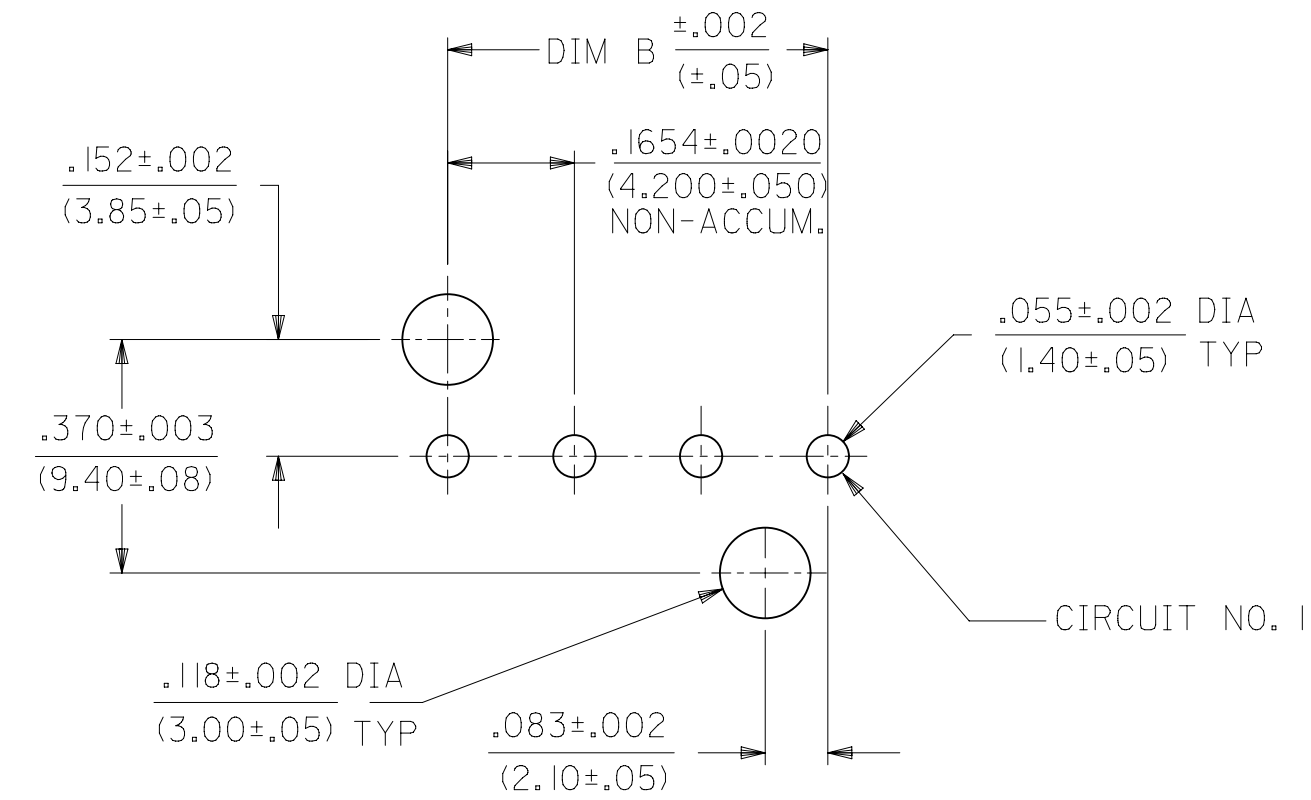 DIM B ±.002
(±.05)
.1654±.0020
(4.200±.050)
NON-ACCUM.
.152±.002
(3.85±.05)
.055±.002 DIA
(1.40±.05) TYP
.370±.003
(9.40±.08)
CIRCUIT NO. 1
.118±.002 DIA
(3.00±.05) TYP
.083±.002
(2.10±.05)